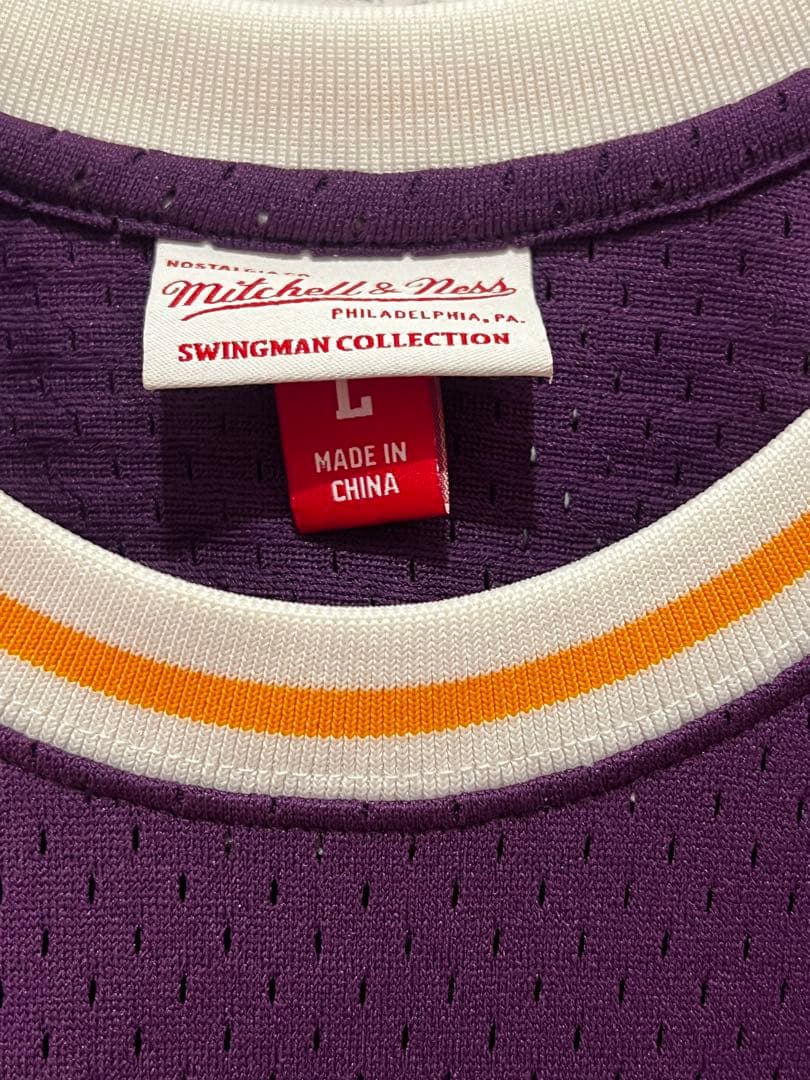 Mitchell & Ness
PHILADELPHIA, PA.
SWINGMAN COLLECTION
L
MADE IN
CHINA